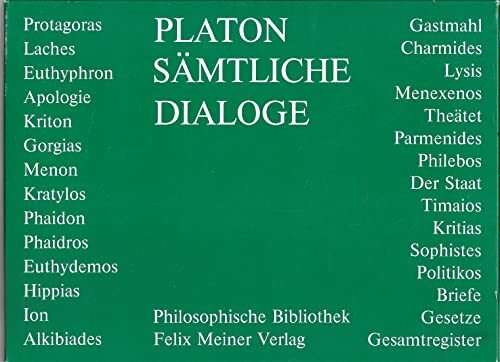 Protagoras
Laches
Euthyphron
Apologie
Kriton
Gorgias
Menon
Kratylos
Phaidon
Phaidros
Euthydemos
Hippias
Ion
Alkibiades
PLATON
SÄMTLICHE
DIALOGE
Philosophische Bibliothek
Felix Meiner Verlag
Gastmahl
Charmides
Lysis
Menexenos
Theätet
Parmenides
Philebos
Der Staat
Timaios
Kritias
Sophistes
Politikos
Briefe
Gesetze
Gesamtregister